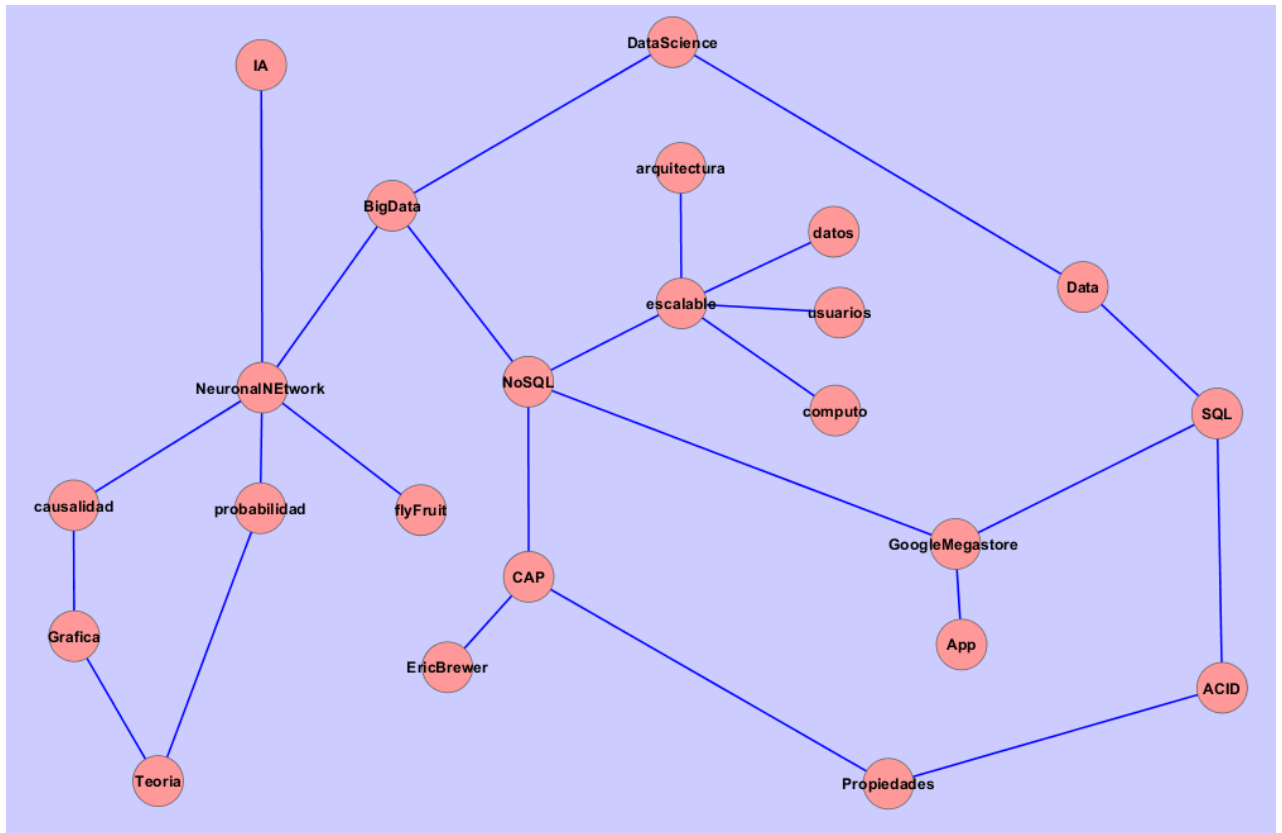 DataScience
IA
arquitectura
BigData
datos
Data
escalable
usuarios
NoSQL
NeuronalNEtwork
computo
SQL
causalidad
probabilidad
flyFruit
GoogleMegastore
CAP
Grafica
App
EricBrewer
ACID
Teoria
Propiedades